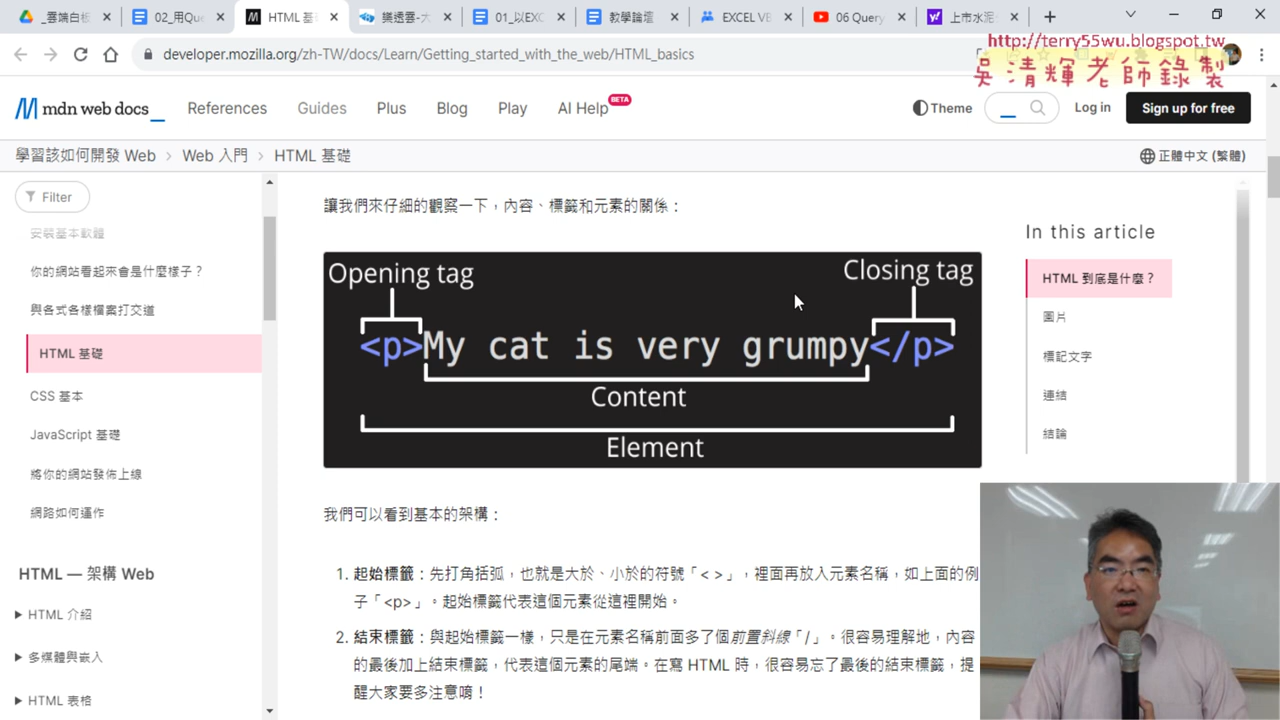 _雲端白板
02_用Que
HTML 基
樂透雲-大
01_以EXC
教學論壇
EXCEL VB
06 Query
上市水泥
http://terry55wu.blogspot.tw
developer.mozilla.org/zh-TW/docs/Learn/Getting_started_with_the_web/HTML_basics
吳清輝老師錄製
mdn web docs
References
Guides
Plus
Blog
Play
AI Help
BETA
Theme
Log in
Sign up for free
學習該如何開發 Web
Web 入門
HTML 基礎
正體中文 (繁體)
Filter
安裝基本軟體
你的網站看起來會是什麼樣子？
與各式各樣檔案打交道
HTML 基礎
CSS 基本
JavaScript 基礎
將你的網站發佈上線
網路如何運作
HTML — 架構 Web
HTML 介紹
多媒體與嵌入
HTML 表格
讓我們來仔細的觀察一下，內容、標籤和元素的關係：
Opening tag
Closing tag
<p>My cat is very grumpy</p>
Content
Element
我們可以看到基本的架構：
1. 起始標籤：先打角括弧，也就是大於、小於的符號「< >」，裡面再放入元素名稱，如上面的例
子「<p>」。起始標籤代表這個元素從這裡開始。
2. 結束標籤：與起始標籤一樣，只是在元素名稱前面多了個前置斜線「/」。很容易理解地，內容
的最後加上結束標籤，代表這個元素的尾端。在寫 HTML 時，很容易忘了最後的結束標籤，提
醒大家要多注意唷！
In this article
HTML 到底是什麼？
圖片
標記文字
連結
結論